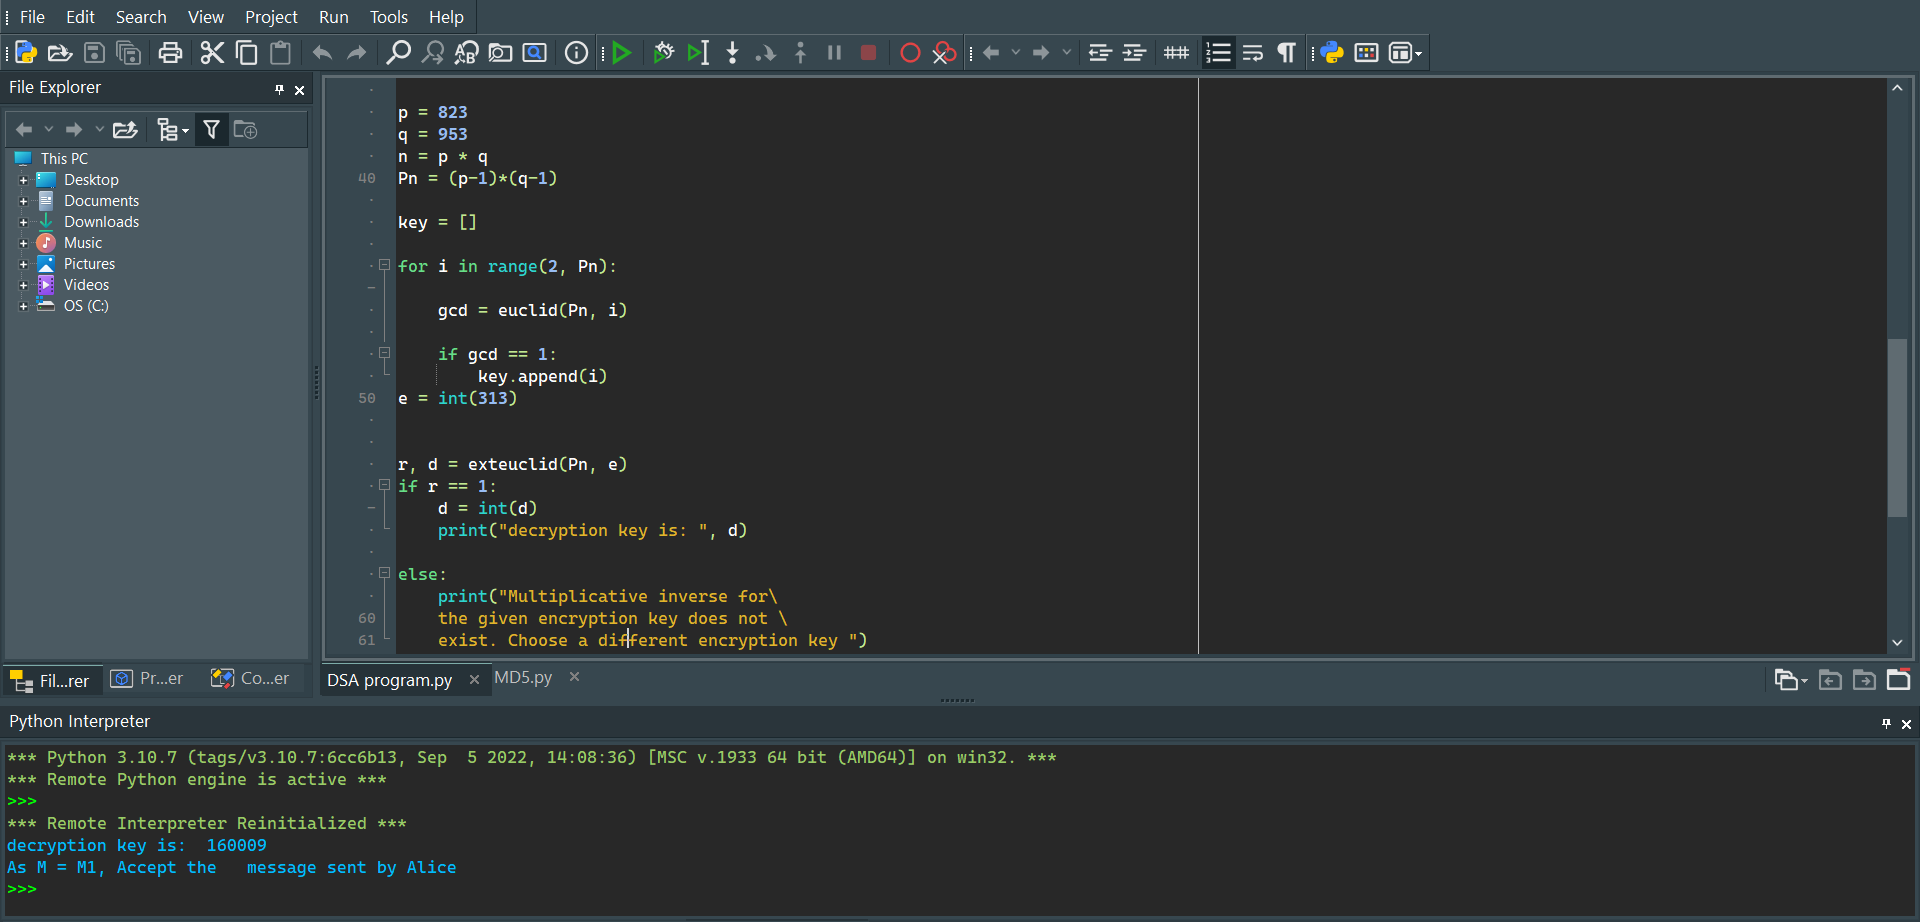 File Edit Search View Project Run Tools Help
File Explorer
This PC
Desktop
Documents
Downloads
Music
Pictures
Videos
OS (C:)
p = 823
q = 953
n = p * q
40 Pn = (p-1)*(q-1)
key = []
for i in range(2, Pn):
gcd = euclid(Pn, i)
if gcd == 1:
key.append(i)
50 e = int(313)
r, d = exteuclid(Pn, e)
if r == 1:
d = int(d)
print("decryption key is: ", d)
else:
print("Multiplicative inverse for\
60 the given encryption key does not \
61 exist. Choose a different encryption key ")
Fil...rer Pr...er Co...er
DSA program.py MD5.py
Python Interpreter
*** Python 3.10.7 (tags/v3.10.7:6cc6b13, Sep  5 2022, 14:08:36) [MSC v.1933 64 bit (AMD64)] on win32. ***
*** Remote Python engine is active ***
>>>
*** Remote Interpreter Reinitialized ***
decryption key is:  160009
As M = M1, Accept the   message sent by Alice
>>>